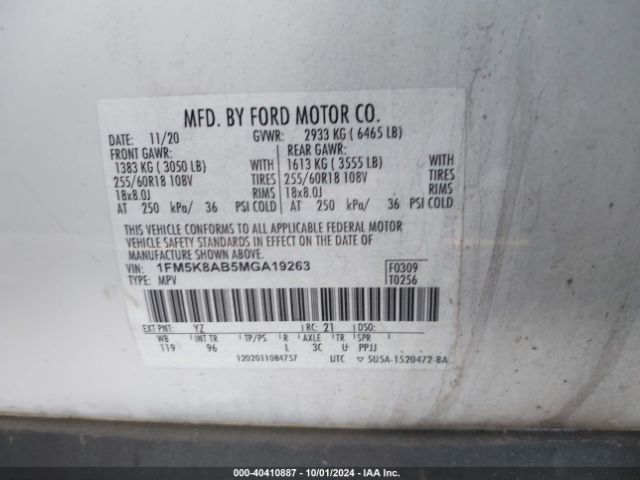 MFD. BY FORD MOTOR CO.
DATE: 11/20 GVWR: 2933 KG ( 6465 LB)
FRONT GAWR: REAR GAWR:
1383 KG ( 3050 LB) WITH 1613 KG ( 3555 LB) WITH
255/60R18 108V TIRES 255/60R18 108V TIRES
18x8.0J RIMS 18x8.0J RIMS
AT 250 kPa/ 36 PSI COLD AT 250 kPa/ 36 PSI COLD
THIS VEHICLE CONFORMS TO ALL APPLICABLE FEDERAL MOTOR
VEHICLE SAFETY STANDARDS IN EFFECT ON THE DATE OF
MANUFACTURE SHOWN ABOVE.
VIN: 1FM5K8AB5MGA19263 F0309
TYPE: MPV T0256
EXT PNT: YZ RC: 21 DSO:
WB INT TR TP/PS R AXLE TR SPR
119 96 L 3C U PPJJ
1202011084757 UTC ▽ 5U5A-1520472-BA
000-40410887 - 10/01/2024 - IAA Inc.